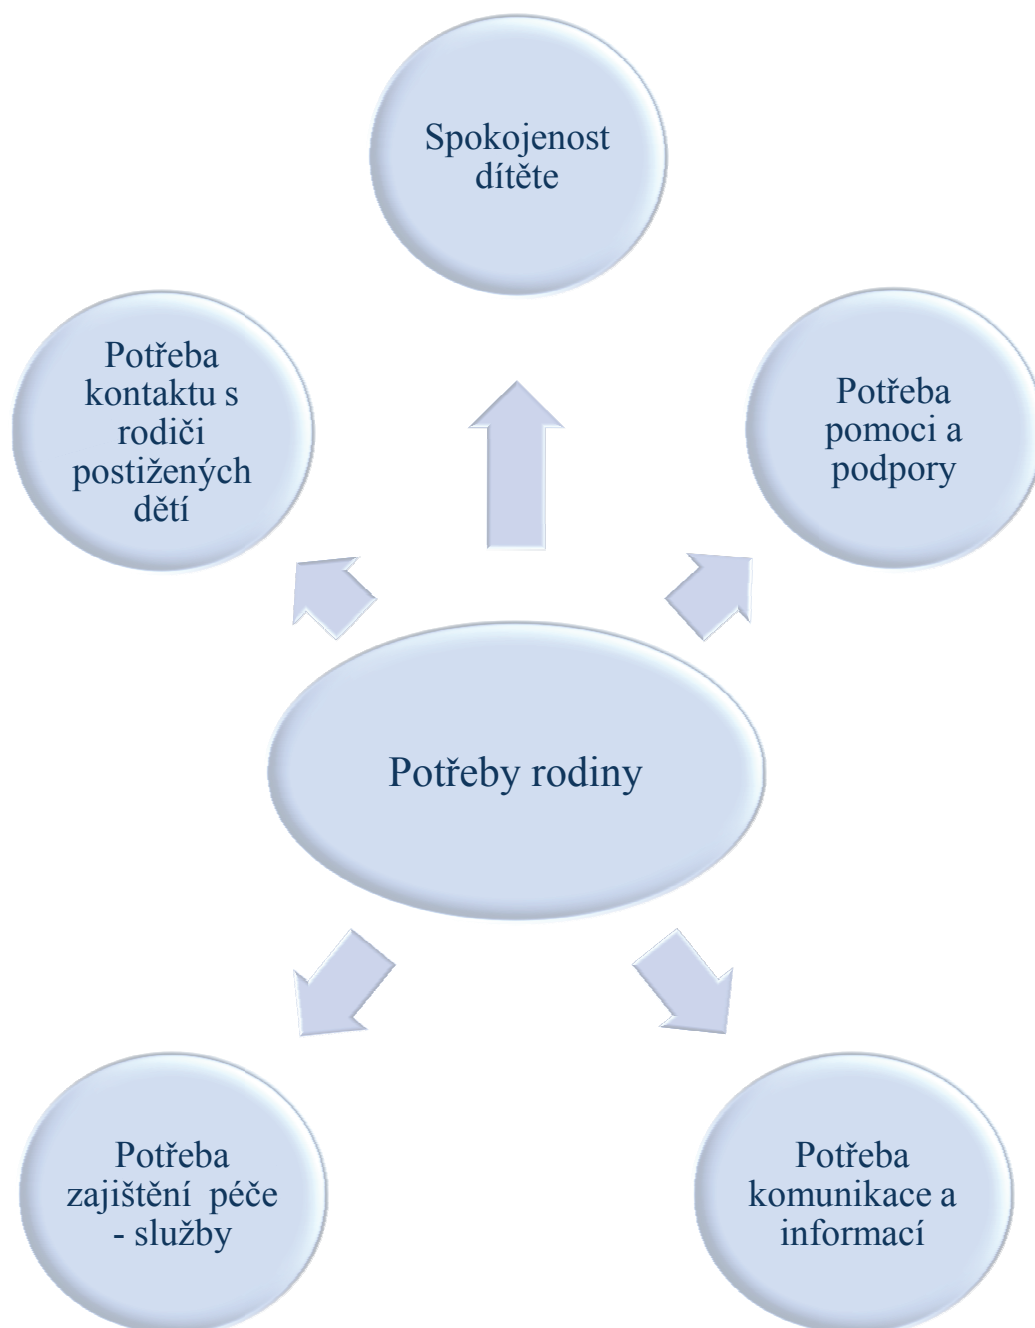 Spokojenost
dítěte
Potřeba
kontaktu s
rodiči
postižených
dětí
Potřeba
pomoci a
podpory
Potřeby rodiny
Potřeba
zajištění péče
- služby
Potřeba
komunikace a
informací